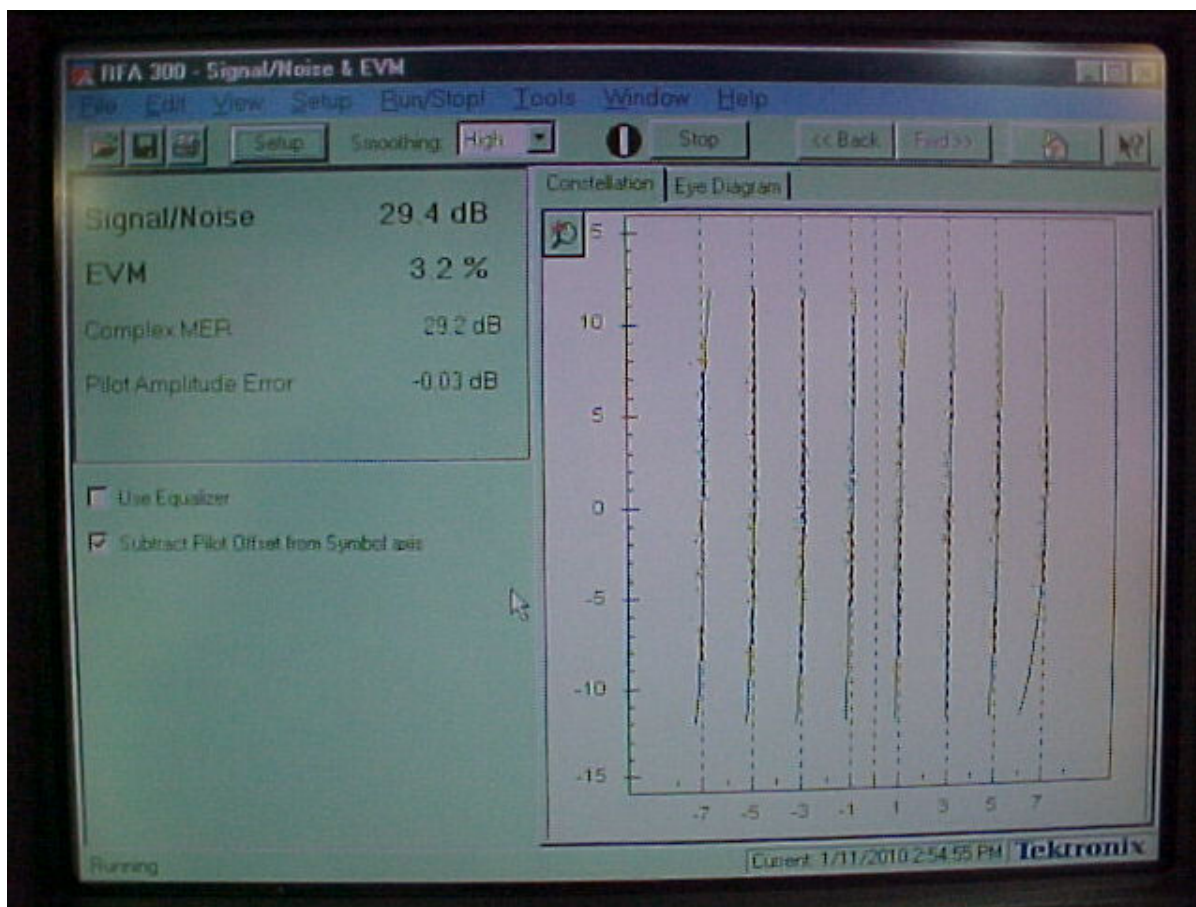 RFA 300 - Signal/Noise & EVM
File Edit View Setup Run/Stop! Tools Window Help
Setup Smoothing: High Stop << Back Fwd >>
Signal/Noise 29.4 dB
EVM 3.2 %
Complex MER 29.2 dB
Pilot Amplitude Error -0.03 dB
Use Equalizer
Subtract Pilot Offset from Symbol axis
Constellation Eye Diagram
5
10
5
0
-5
-10
-15
-7 -5 -3 -1 1 3 5 7
Running
Current: 1/11/2010 2:54:55 PM Tektronix